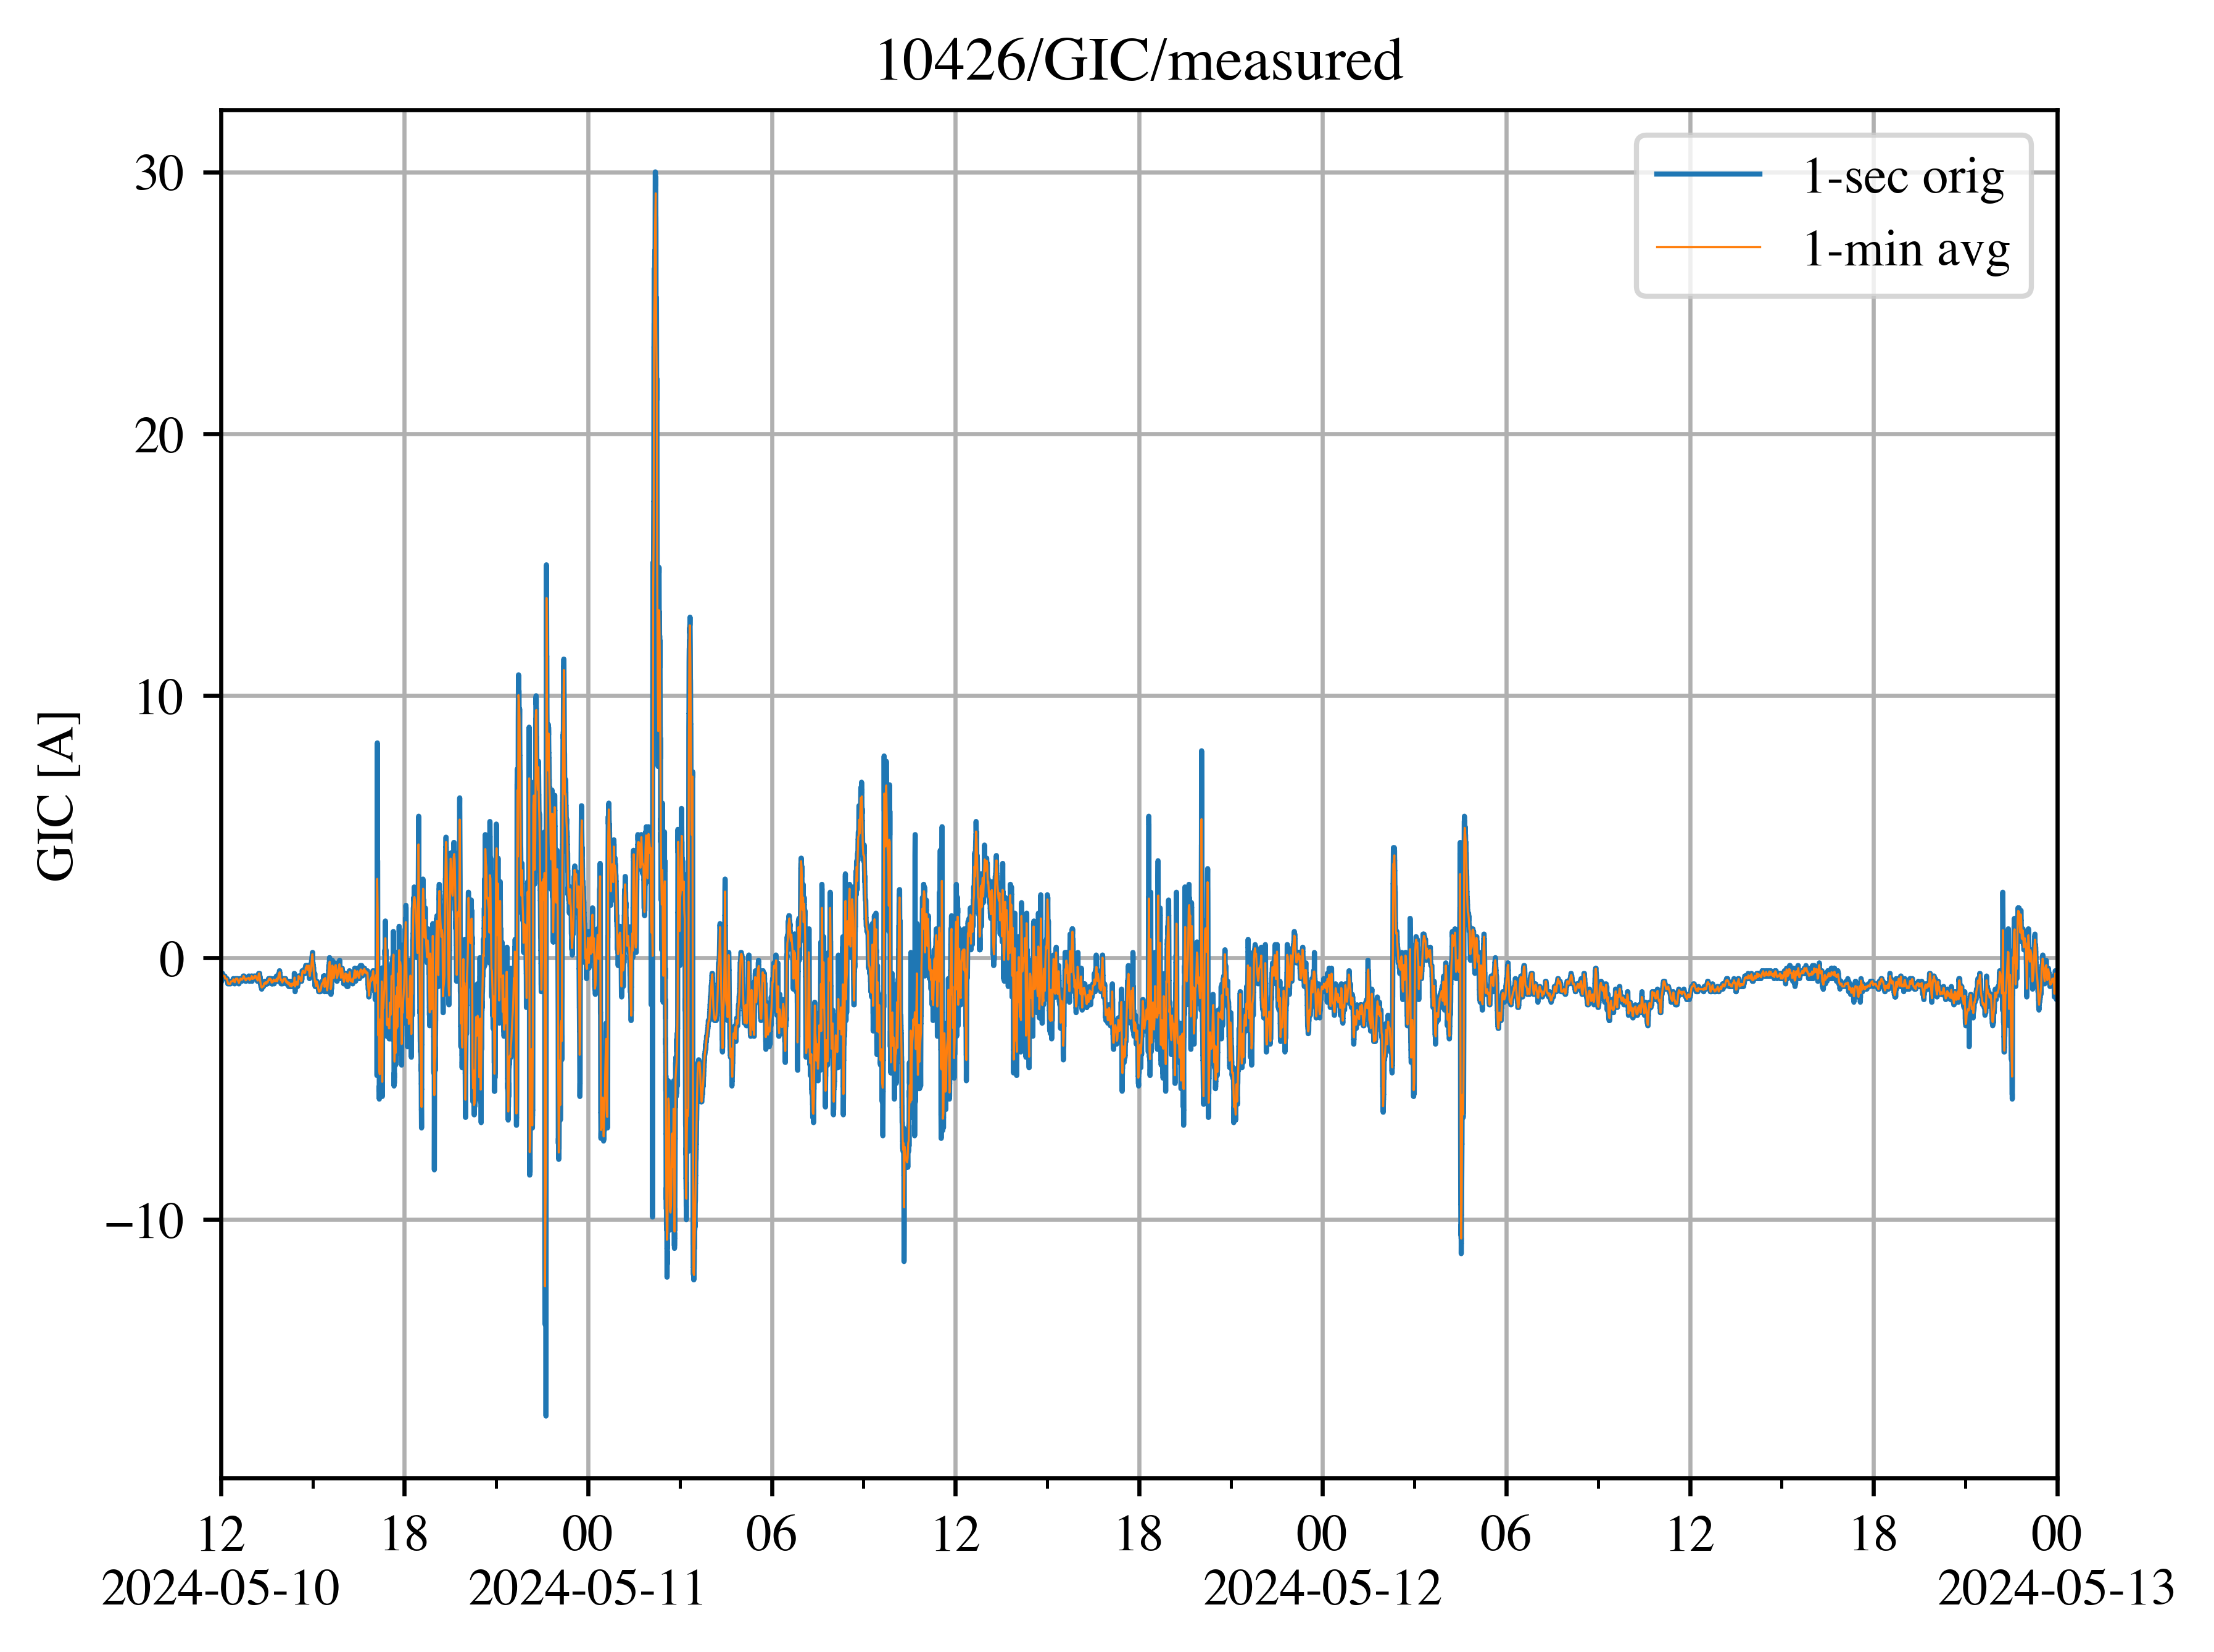 10426/GIC/measured
1-sec orig
1-min avg
30
20
10
0
−10
GIC [A]
12 18 00 06 12 18 00 06 12 18 00
2024-05-10 2024-05-11 2024-05-12 2024-05-13